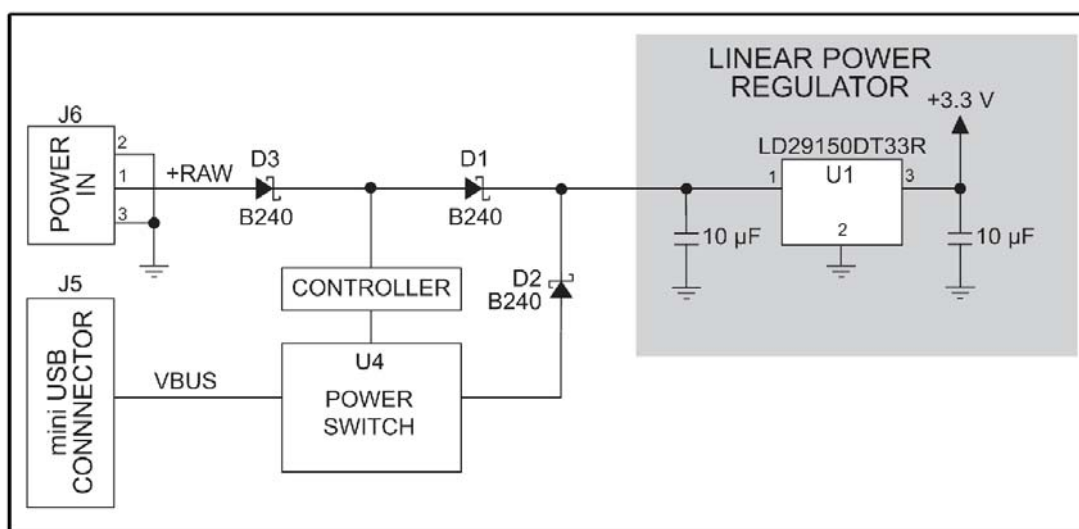 LINEAR POWER
REGULATOR
+3.3 V
LD29150DT33R
U1
1
3
2
10 µF
10 µF
J6
POWER
IN
2
1
3
+RAW
D3
B240
D1
B240
D2
B240
CONTROLLER
J5
mini USB
CONNNECTOR
VBUS
U4
POWER
SWITCH